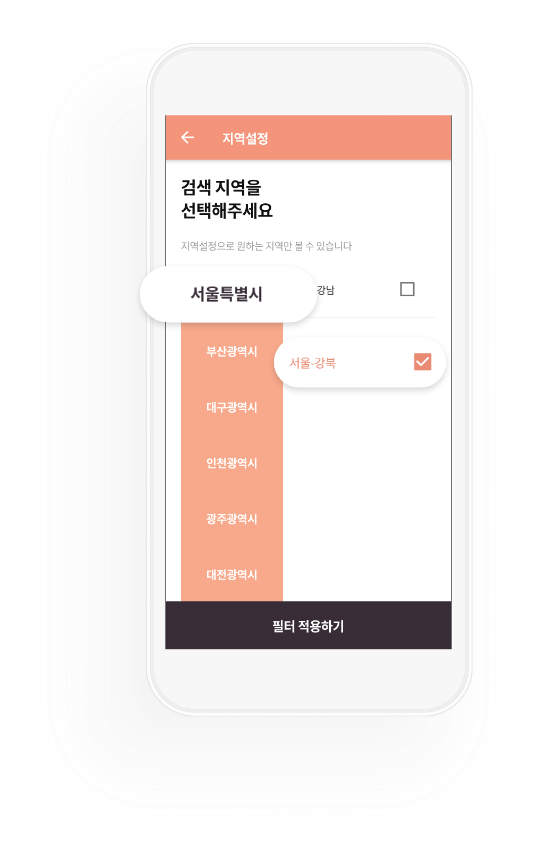 지역설정
검색 지역을
선택해주세요
지역설정으로 원하는 지역만 볼 수 있습니다
서울특별시
강남
부산광역시
서울-강북
대구광역시
인천광역시
광주광역시
대전광역시
필터 적용하기